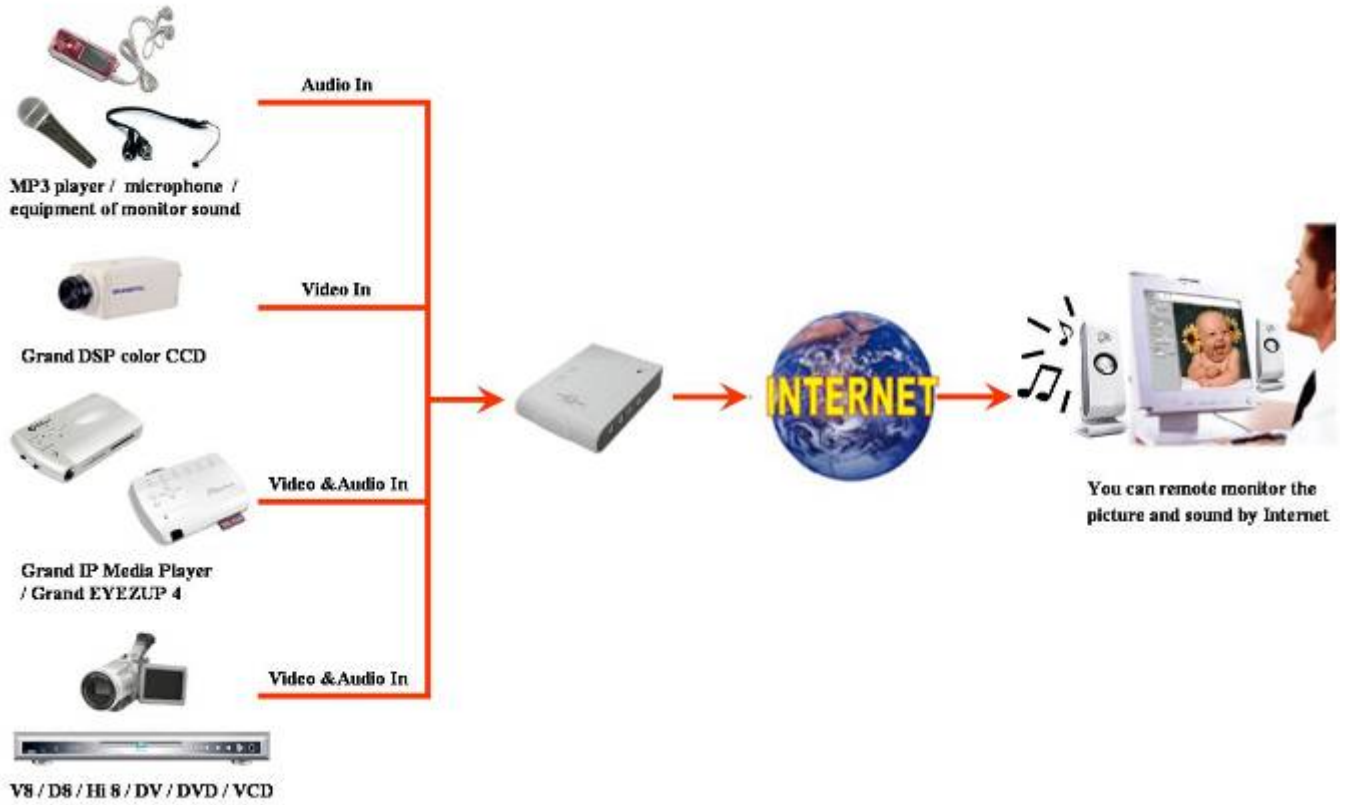 Audio In
MP3 player / microphone /
equipment of monitor sound
Video In
Grand DSP color CCD
INTERNET
Video & Audio In
You can remote monitor the
picture and sound by Internet
Grand IP Media Player
/ Grand EYEZUP 4
Video & Audio In
V8 / D8 / Hi 8 / DV / DVD / VCD